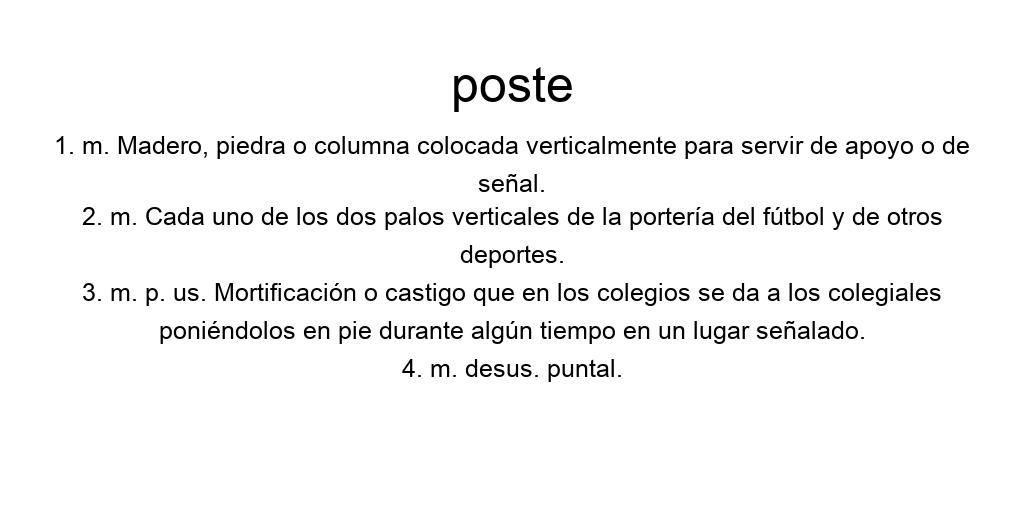 poste
1. m. Madero, piedra o columna colocada verticalmente para servir de apoyo o de
señal.
2. m. Cada uno de los dos palos verticales de la portería del fútbol y de otros
deportes.
3. m. p. us. Mortificación o castigo que en los colegios se da a los colegiales
poniéndolos en pie durante algún tiempo en un lugar señalado.
4. m. desus. puntal.